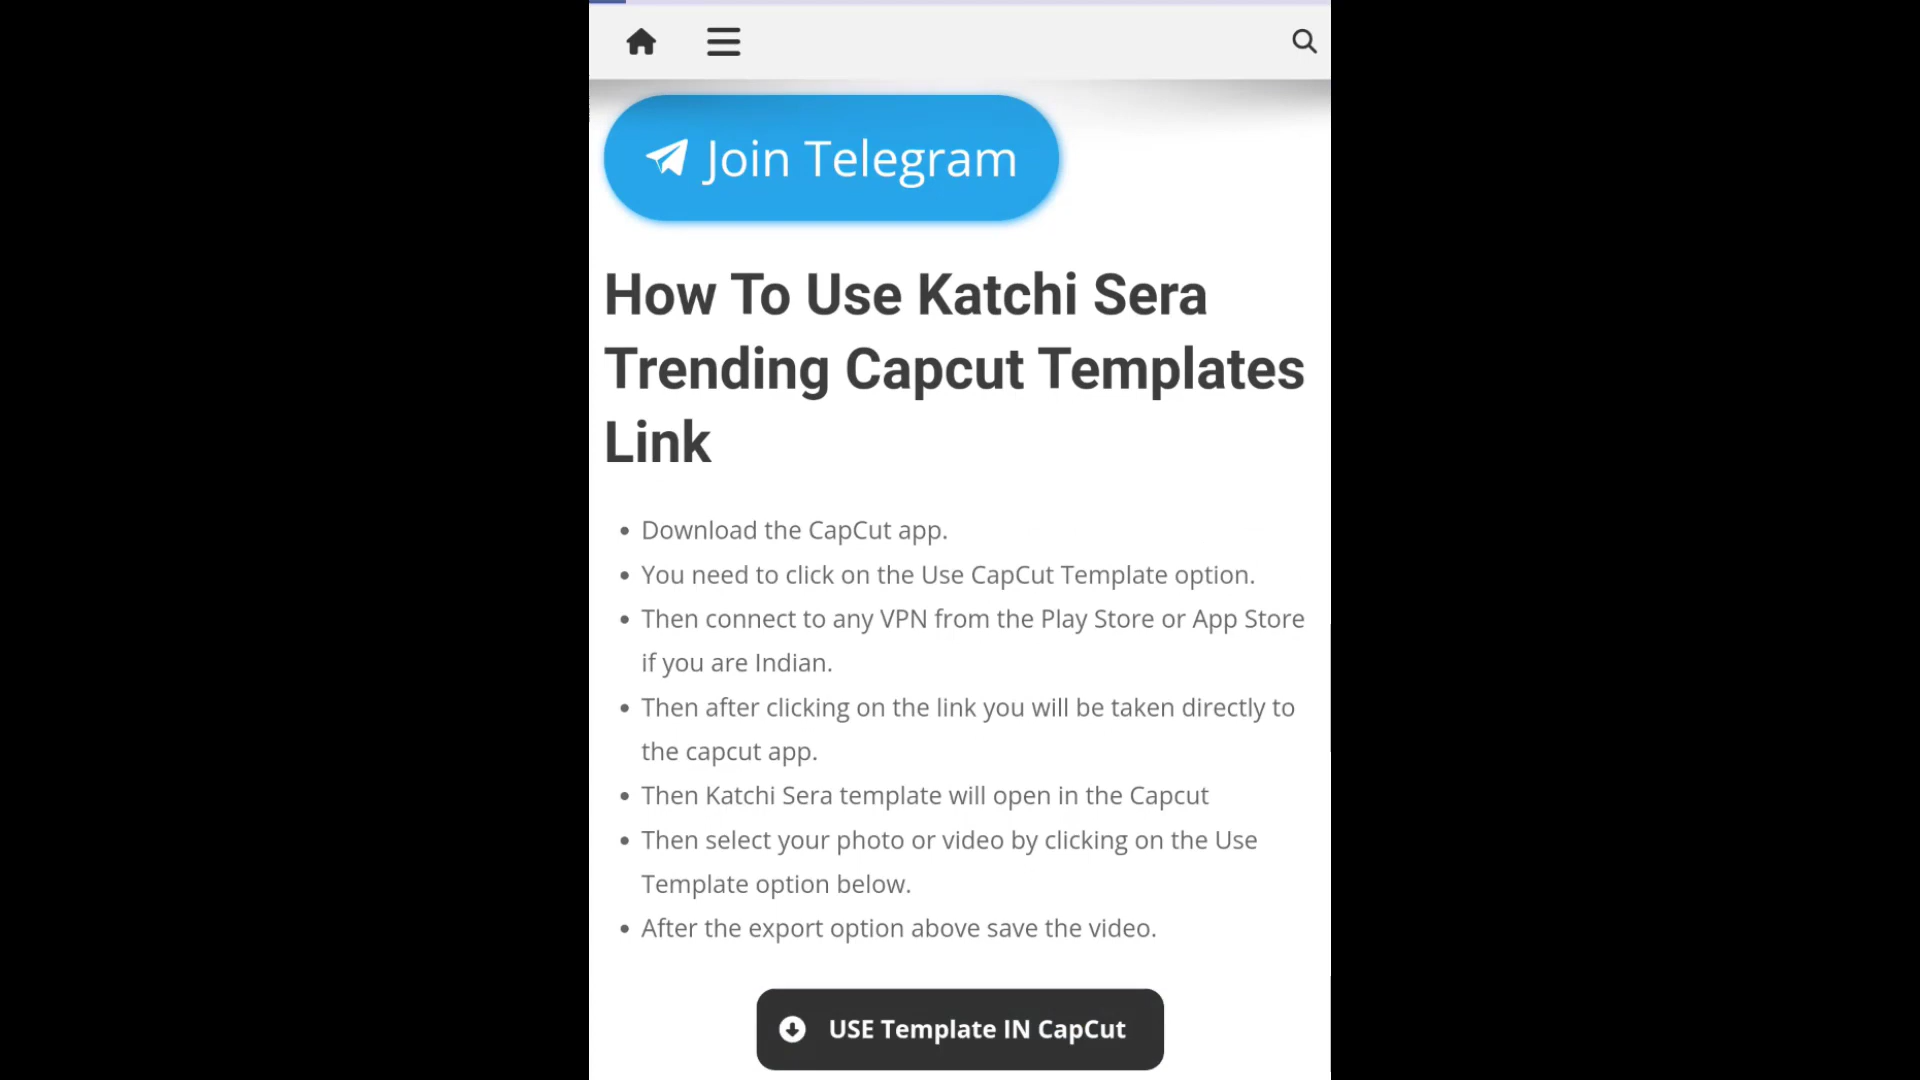 Join Telegram
How To Use Katchi Sera
Trending Capcut Templates
Link
Download the CapCut app.
You need to click on the Use CapCut Template option.
Then connect to any VPN from the Play Store or App Store
if you are Indian.
Then after clicking on the link you will be taken directly to
the capcut app.
Then Katchi Sera template will open in the Capcut
Then select your photo or video by clicking on the Use
Template option below.
After the export option above save the video.
USE Template IN CapCut